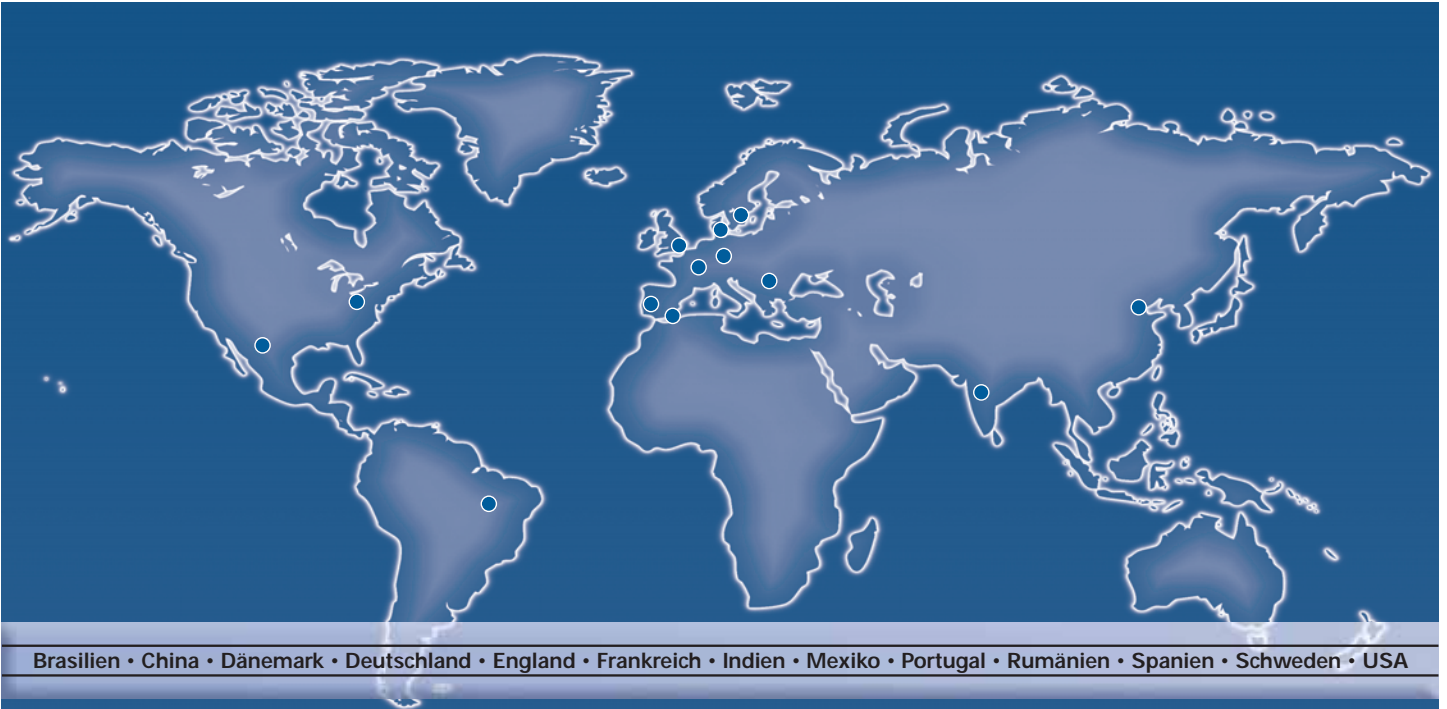 Brasilien • China • Dänemark • Deutschland • England • Frankreich • Indien • Mexiko • Portugal • Rumänien • Spanien • Schweden • USA